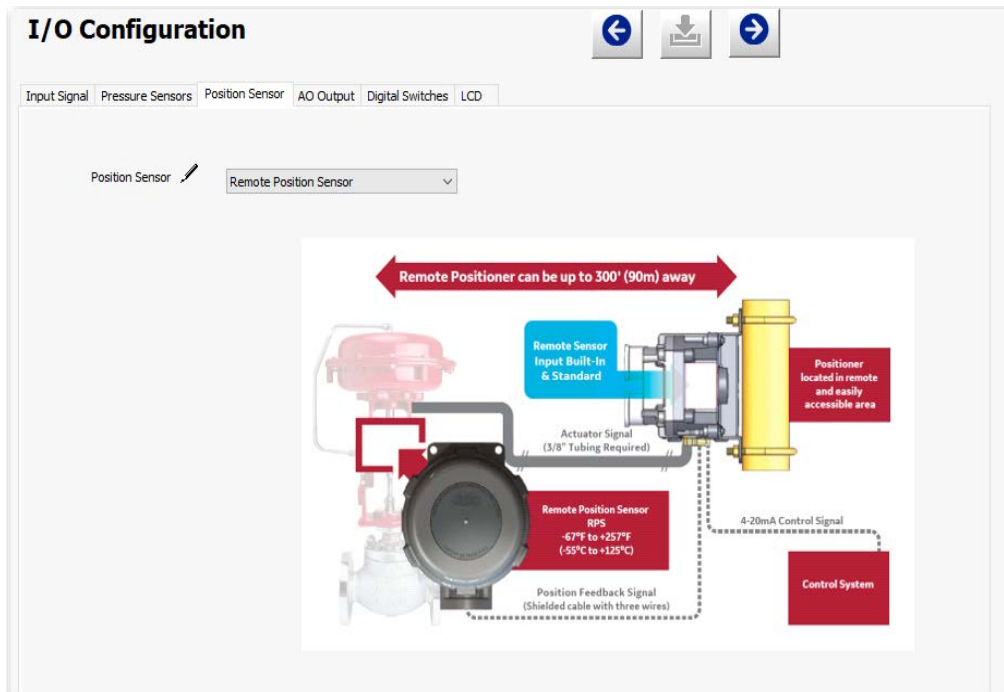 I/O Configuration
Input Signal
Pressure Sensors
Position Sensor
AO Output
Digital Switches
LCD
Position Sensor
Remote Position Sensor
Remote Positioner can be up to 300' (90m) away
Remote Sensor
Input Built-In
& Standard
Positioner
located in remote
and easily
accessible area
Actuator Signal
(3/8" Tubing Required)
Remote Position Sensor
RPS
-67°F to +257°F
(-55°C to +125°C)
4-20mA Control Signal
Control System
Position Feedback Signal
(Shielded cable with three wires)